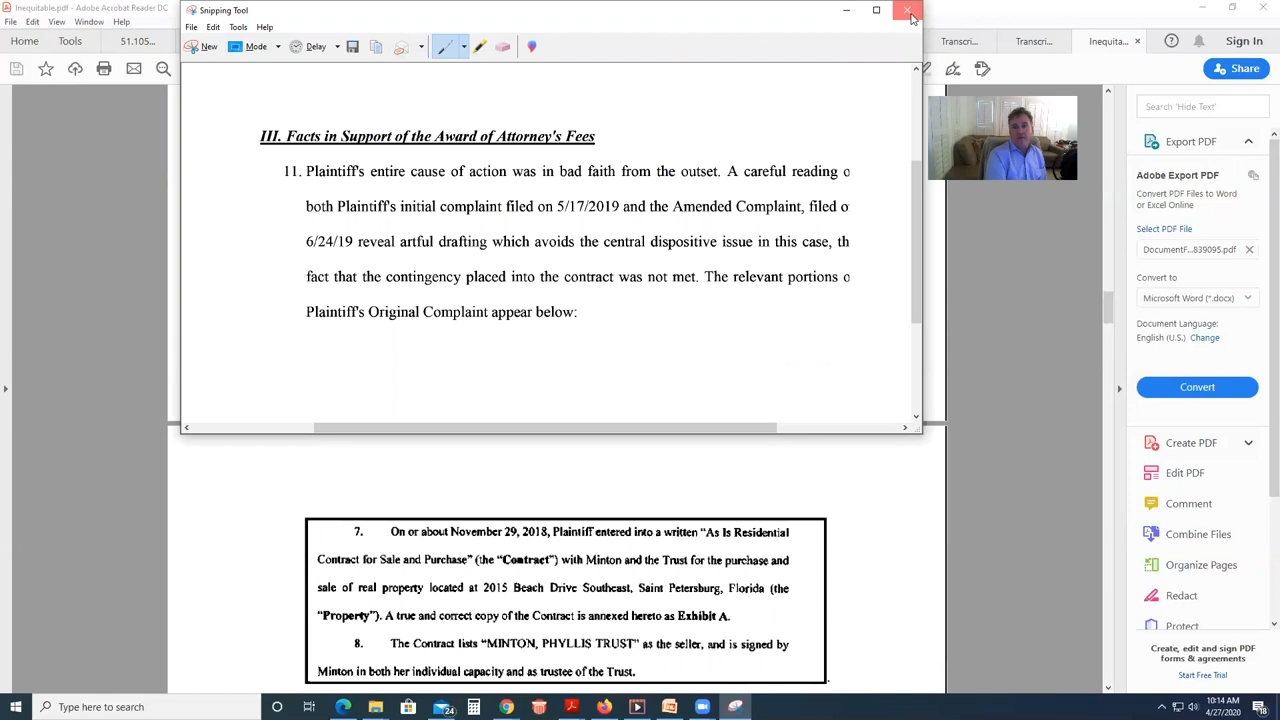 Inequitable.pdf - Adobe Acrobat Reader DC
Snipping Tool
File Edit View Window Help
File Edit Tools Help
Home Tools 51.105... Transcri... Transcri... Inequita... Sign In
New Mode Delay
Share
III. Facts in Support of the Award of Attorney's Fees
11. Plaintiff's entire cause of action was in bad faith from the outset. A careful reading o
both Plaintiff's initial complaint filed on 5/17/2019 and the Amended Complaint, filed o
6/24/19 reveal artful drafting which avoids the central dispositive issue in this case, th
fact that the contingency placed into the contract was not met. The relevant portions o
Plaintiff's Original Complaint appear below:
7. On or about November 29, 2018, Plaintiff entered into a written “As Is Residential
Contract for Sale and Purchase” (the “Contract”) with Minton and the Trust for the purchase and
sale of real property located at 2015 Beach Drive Southeast, Saint Petersburg, Florida (the
“Property”). A true and correct copy of the Contract is annexed hereto as Exhibit A.
8. The Contract lists “MINTON, PHYLLIS TRUST” as the seller, and is signed by
Minton in both her individual capacity and as trustee of the Trust.
Search 'Hide Text'
Export PDF
Adobe Export PDF
Convert PDF Files to Word
or Excel Online
Select PDF File
DocumentF...839095.pdf
Convert to
Microsoft Word (*.docx)
Document Language:
English (U.S.) Change
Convert
Create PDF
Edit PDF
Comment
Combine Files
Organize Pages
Redact
Protect
Create, edit and sign PDF
forms & agreements
Start Free Trial
Type here to search
24
10:14 AM
4/27/2020
18